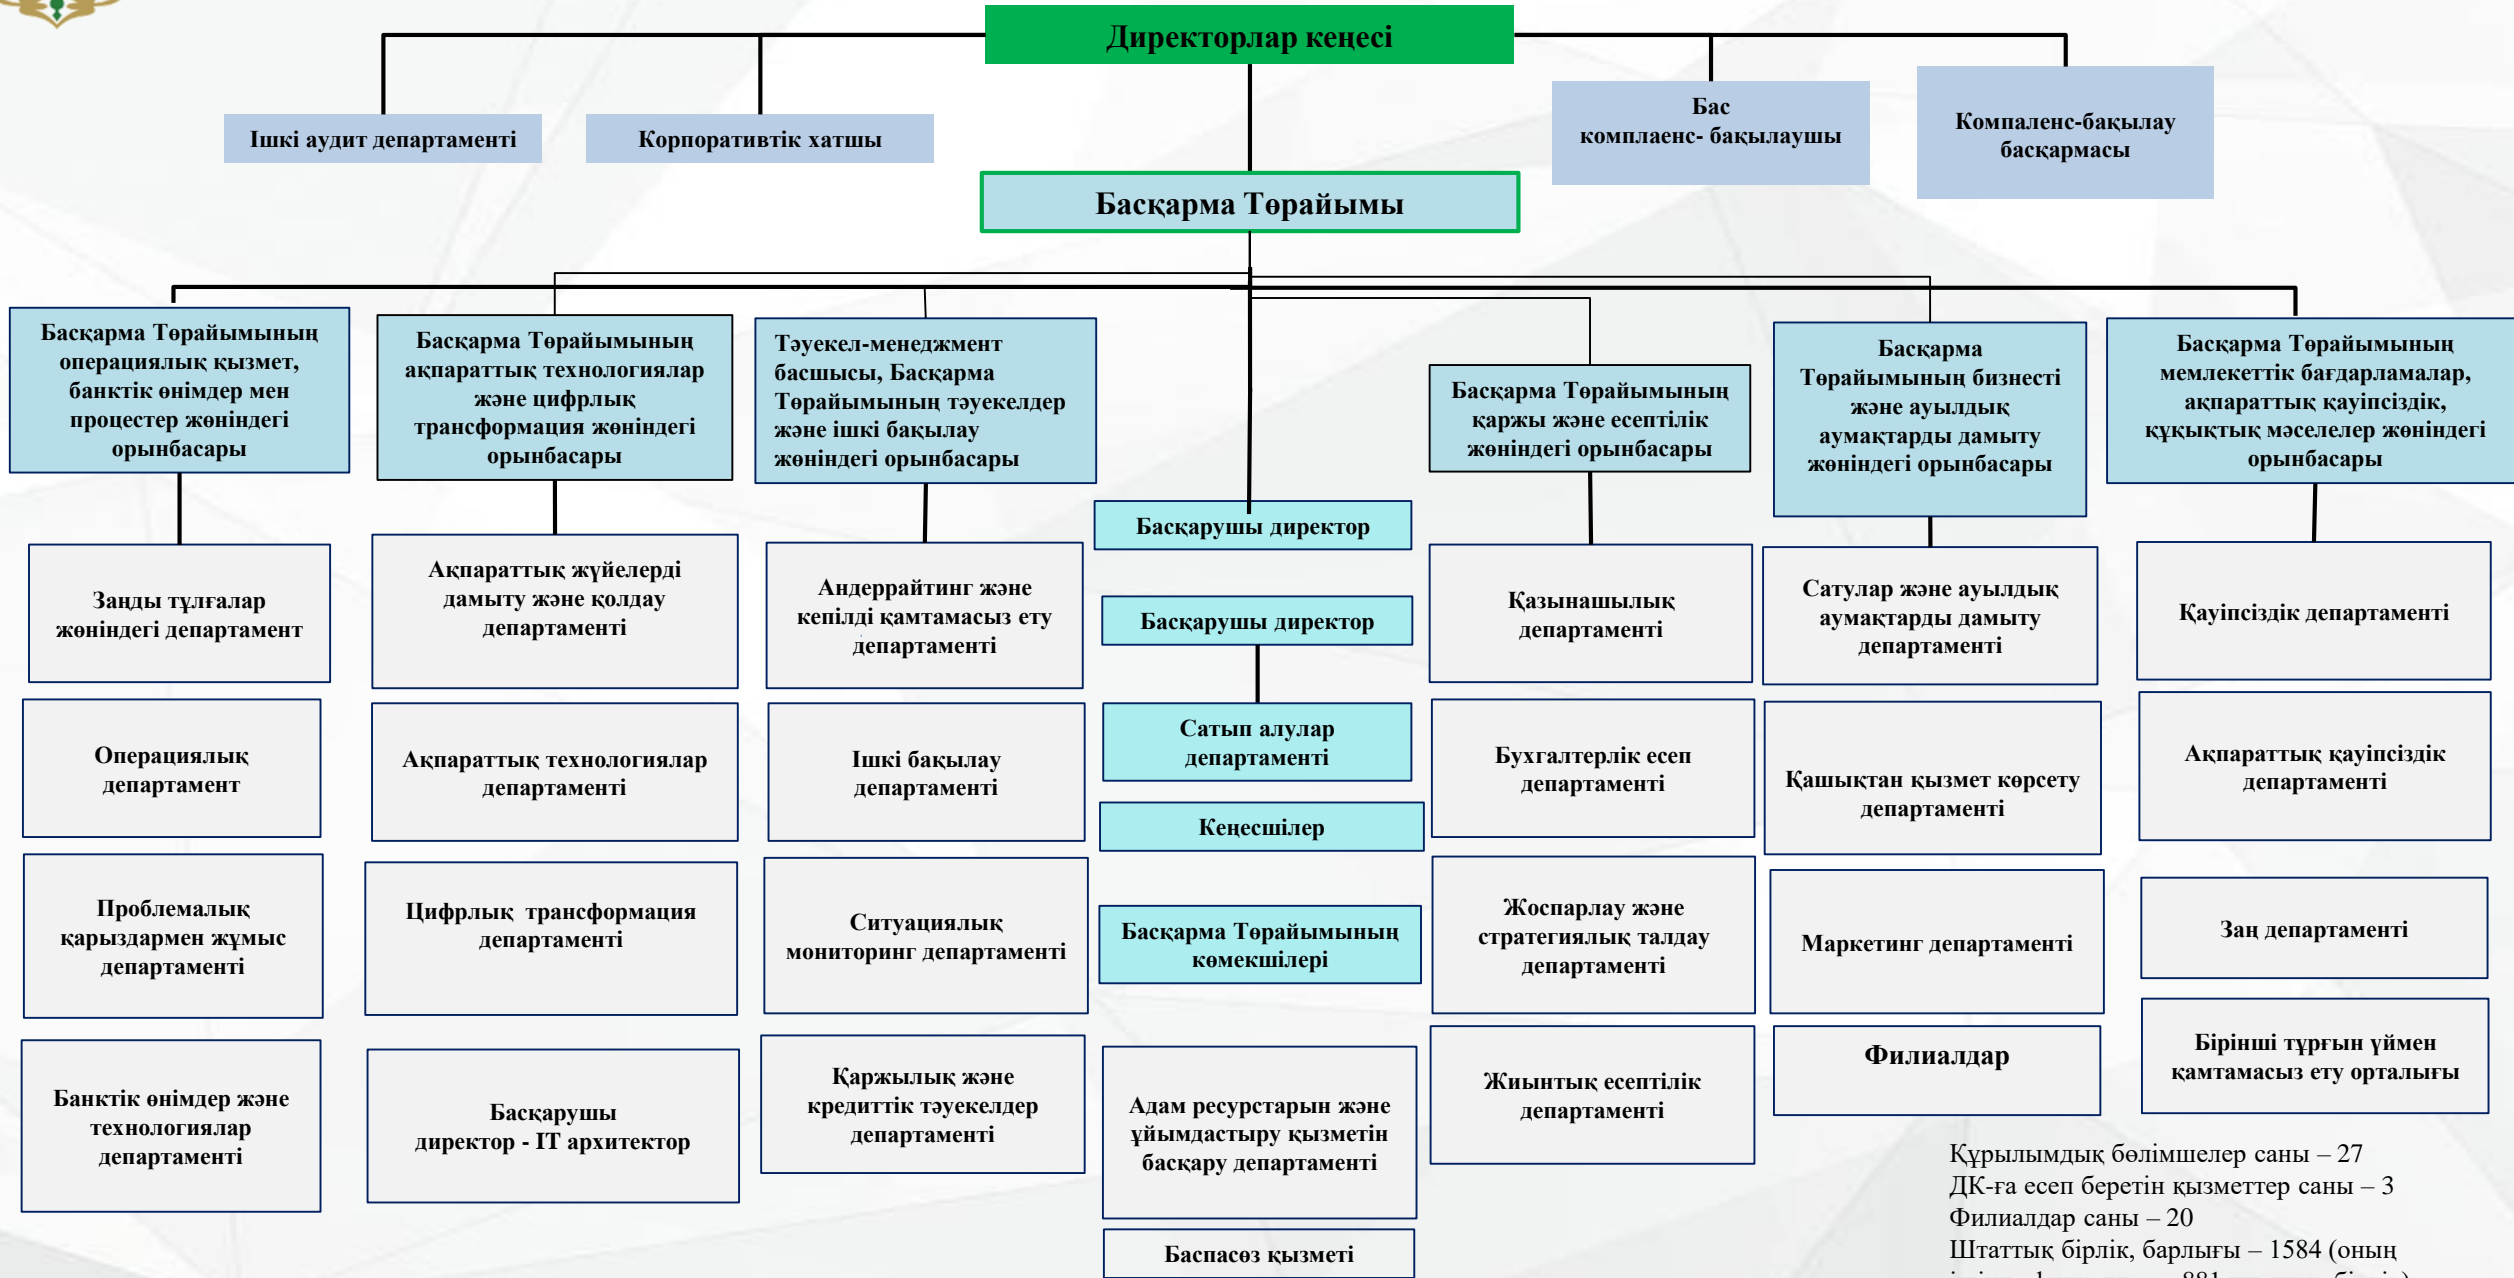 Директорлар кеңесі
Ішкі аудит департаменті
Корпоративтік хатшы
Бас
комплаенс- бақылаушы
Компаленс-бақылау
басқармасы
Басқарма Төрайымы
Басқарма Төрайымының
операциялық қызмет,
банктік өнімдер мен
процестер жөніндегі
орынбасары
Басқарма Төрайымының
ақпараттық технологиялар
және цифрлық
трансформация жөніндегі
орынбасары
Тәуекел-менеджмент
басшысы, Басқарма
Төрайымының тәуекелдер
және ішкі бақылау
жөніндегі орынбасары
Басқарма Төрайымының
қаржы және есептілік
жөніндегі орынбасары
Басқарма
Төрайымының бизнесті
және ауылдық
аумақтарды дамыту
жөніндегі орынбасары
Басқарма Төрайымының
мемлекеттік бағдарламалар,
ақпараттық қауіпсіздік,
құқықтық мәселелер жөніндегі
орынбасары
Заңды тұлғалар
жөніндегі департамент
Операциялық
департамент
Проблемалық
қарыздармен жұмыс
департаменті
Банктік өнімдер және
технологиялар
департаменті
Ақпараттық жүйелерді
дамыту және қолдау
департаменті
Ақпараттық технологиялар
департаменті
Цифрлық трансформация
департаменті
Басқарушы
директор - IT архитектор
Андеррайтинг және
кепілді қамтамасыз ету
департаменті
Ішкі бақылау
департаменті
Ситуациялық
мониторинг департаменті
Қаржылық және
кредиттік тәуекелдер
департаменті
Басқарушы директор
Басқарушы директор
Сатып алулар
департаменті
Кеңесшілер
Басқарма Төрайымының
көмекшілері
Адам ресурстарын және
ұйымдастыру қызметін
басқару департаменті
Баспасөз қызметі
Қазынашылық
департаменті
Бухгалтерлік есеп
департаменті
Жоспарлау және
стратегиялық талдау
департаменті
Жиынтық есептілік
департаменті
Сатулар және ауылдық
аумақтарды дамыту
департаменті
Қашықтан қызмет көрсету
департаменті
Маркетинг департаменті
Филиалдар
Қауіпсіздік департаменті
Ақпараттық қауіпсіздік
департаменті
Заң департаменті
Бірінші тұрғын үймен
қамтамасыз ету орталығы
Құрылымдық бөлімшелер саны – 27
ДК-ға есеп беретін қызметтер саны – 3
Филиалдар саны – 20
Штаттық бірлік, барлығы – 1584 (оның